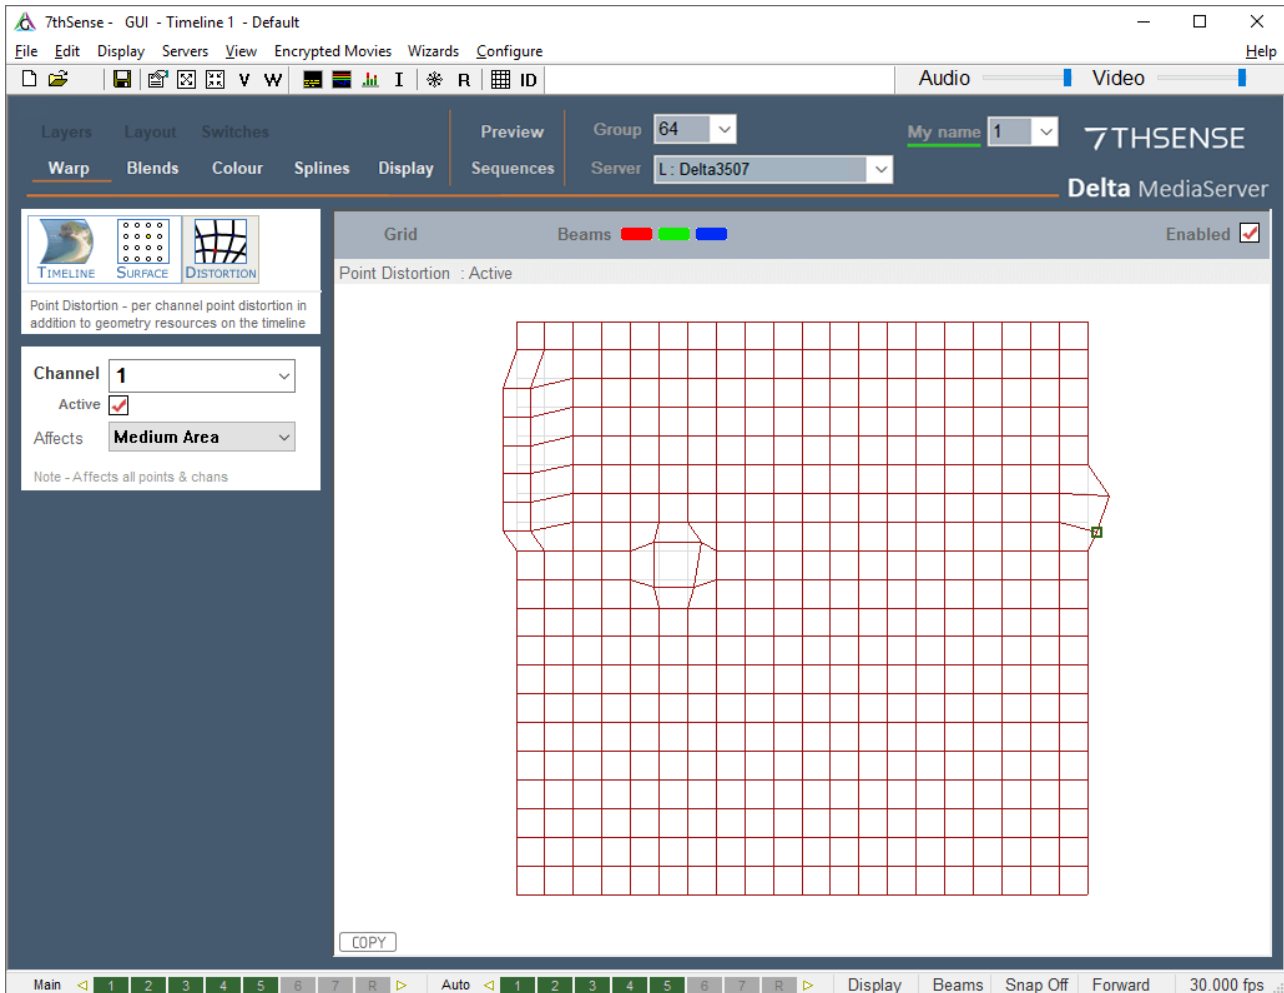 7thSense - GUI - Timeline 1 - Default
File Edit Display Servers View Encrypted Movies Wizards Configure Help
V W I R ID Audio Video
Layers Layout Switches Preview Group 64 My name 1 7THSENSE
Warp Blends Colour Splines Display Sequences Server L : Delta3507 Delta MediaServer
Grid Beams Enabled
TIMELINE SURFACE DISTORTION
Point Distortion : Active
Point Distortion - per channel point distortion in
addition to geometry resources on the timeline
Channel 1
Active
Affects Medium Area
Note - Affects all points & chans
COPY
Main 1 2 3 4 5 6 7 R Auto 1 2 3 4 5 6 7 R Display Beams Snap Off Forward 30.000 fps